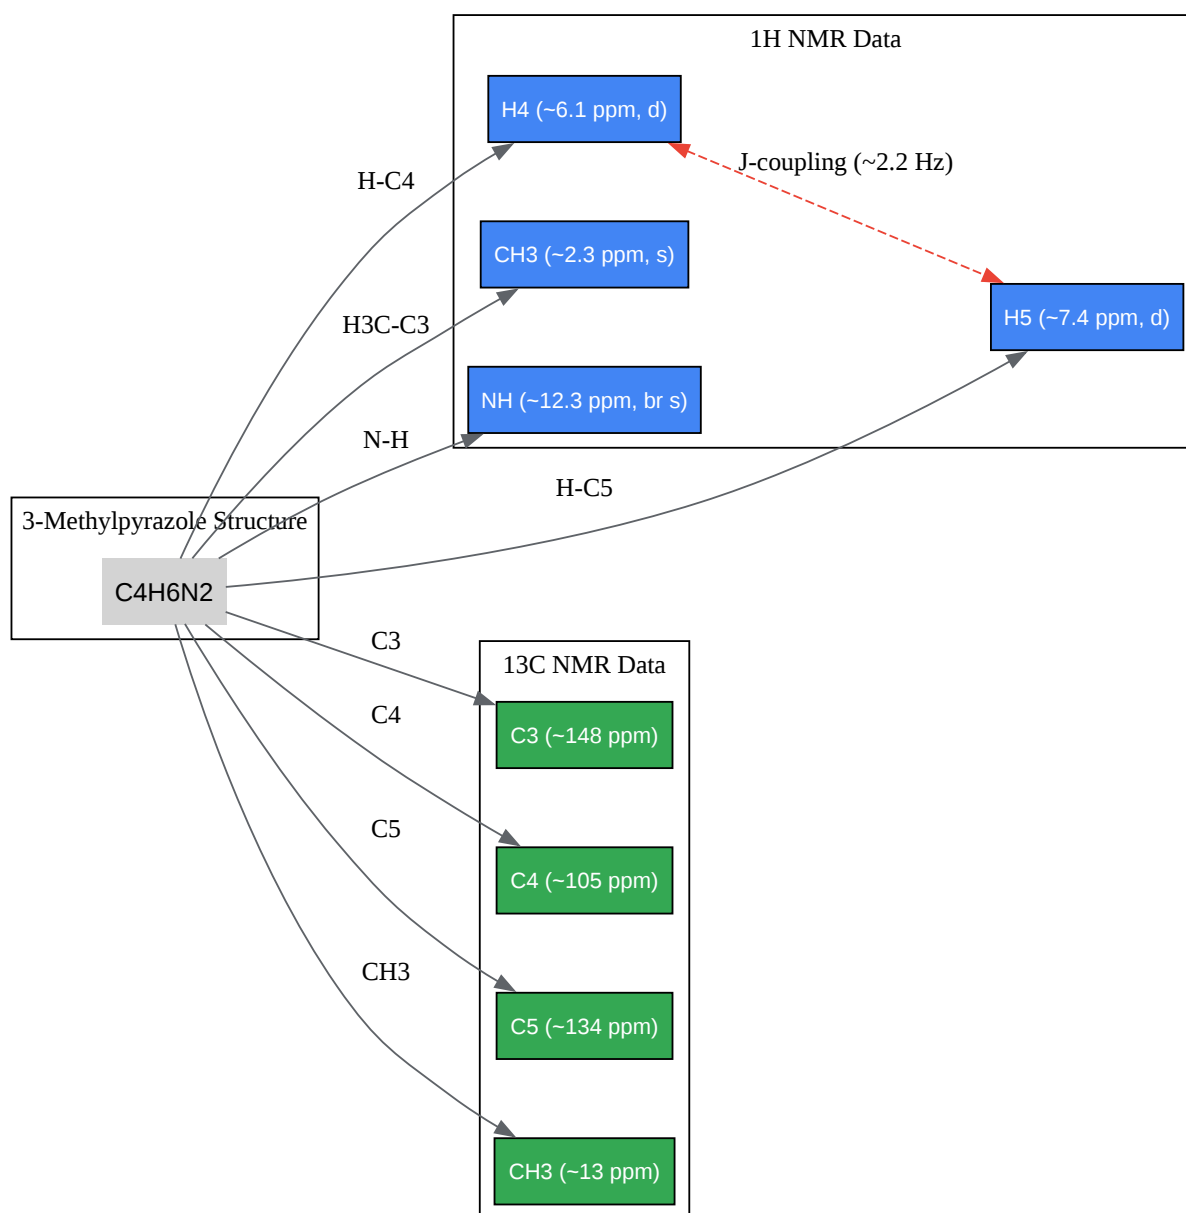 1H NMR Data
H4 (~6.1 ppm, d)
J-coupling (~2.2 Hz)
H-C4
CH3 (~2.3 ppm, s)
H3C-C3
H5 (~7.4 ppm, d)
NH (~12.3 ppm, br s)
N-H
H-C5
3-Methylpyrazole Structure
C4H6N2
C3
13C NMR Data
C3 (~148 ppm)
C4
C5
C4 (~105 ppm)
CH3
C5 (~134 ppm)
CH3 (~13 ppm)